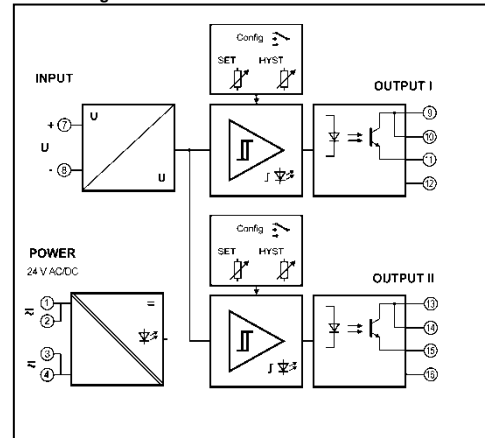 Config
SET HYST
INPUT
OUTPUT I
+ 7
U
- 8
U
U
9
10
11
12
Config
SET HYST
POWER
24 V AC/DC
OUTPUT II
1
2
3
4
13
14
15
16